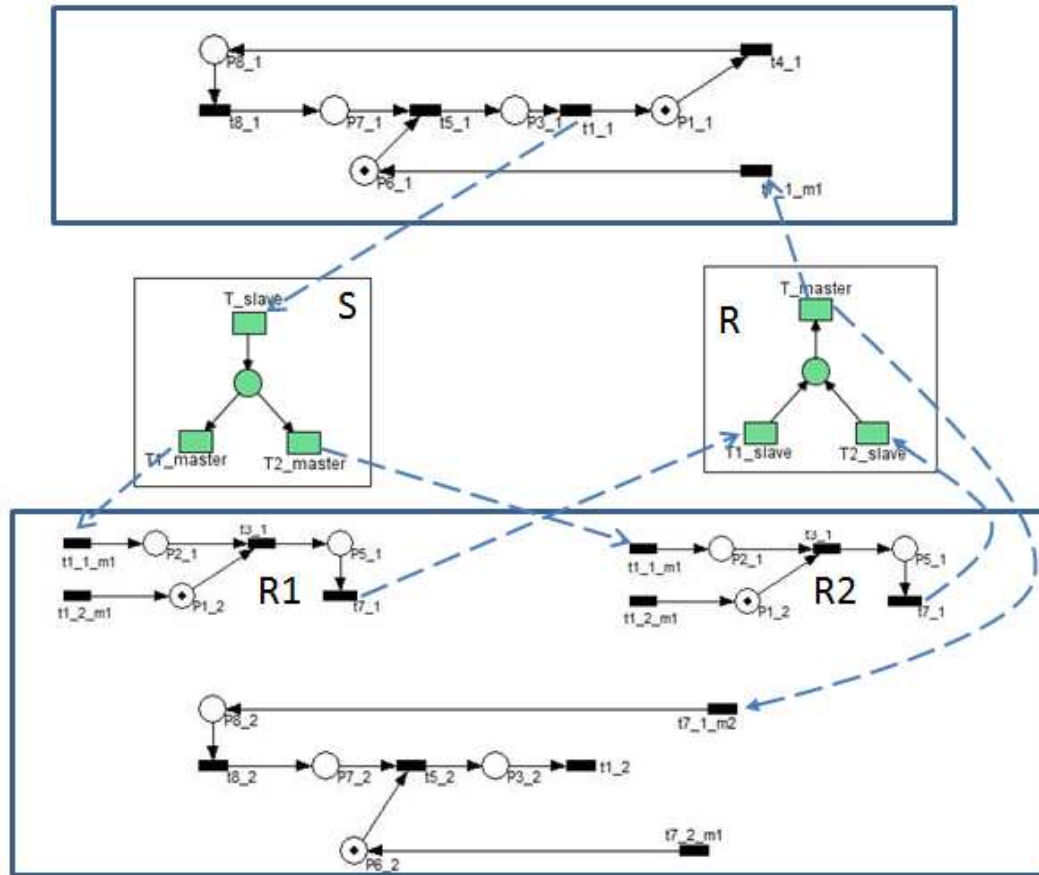 P8_1
t4_1
t8_1
P7_1
t5_1
P3_1
t1_1
P1_1
P6_1
T_slave
S
T1_master
T2_master
T_master
R
T1_slave
T2_slave
t1_1_m1
P2_1
t3_1
P5_1
t1_2_m1
P1_2
R1
t7_1
t1_1_m1
P2_1
t3_1
P5_1
t1_2_m1
P1_2
R2
t7_1
P8_2
t7_1_m2
t8_2
P7_2
t5_2
P3_2
t1_2
P6_2
t7_2_m1